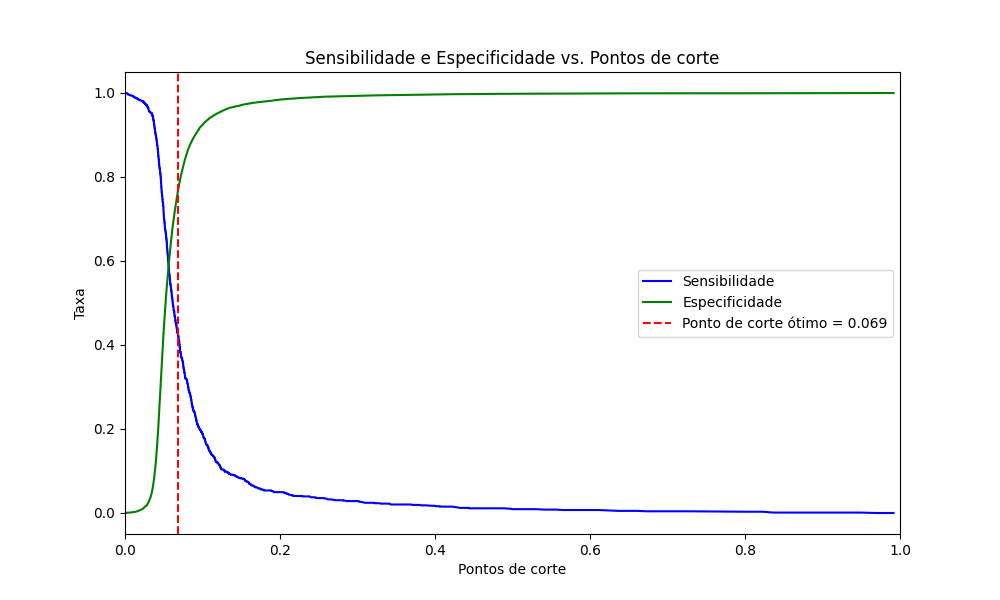 Sensibilidade e Especificidade vs. Pontos de corte
Taxa
1.0
0.8
0.6
0.4
0.2
0.0
Sensibilidade
Especificidade
Ponto de corte ótimo = 0.069
0.0 0.2 0.4 0.6 0.8 1.0
Pontos de corte